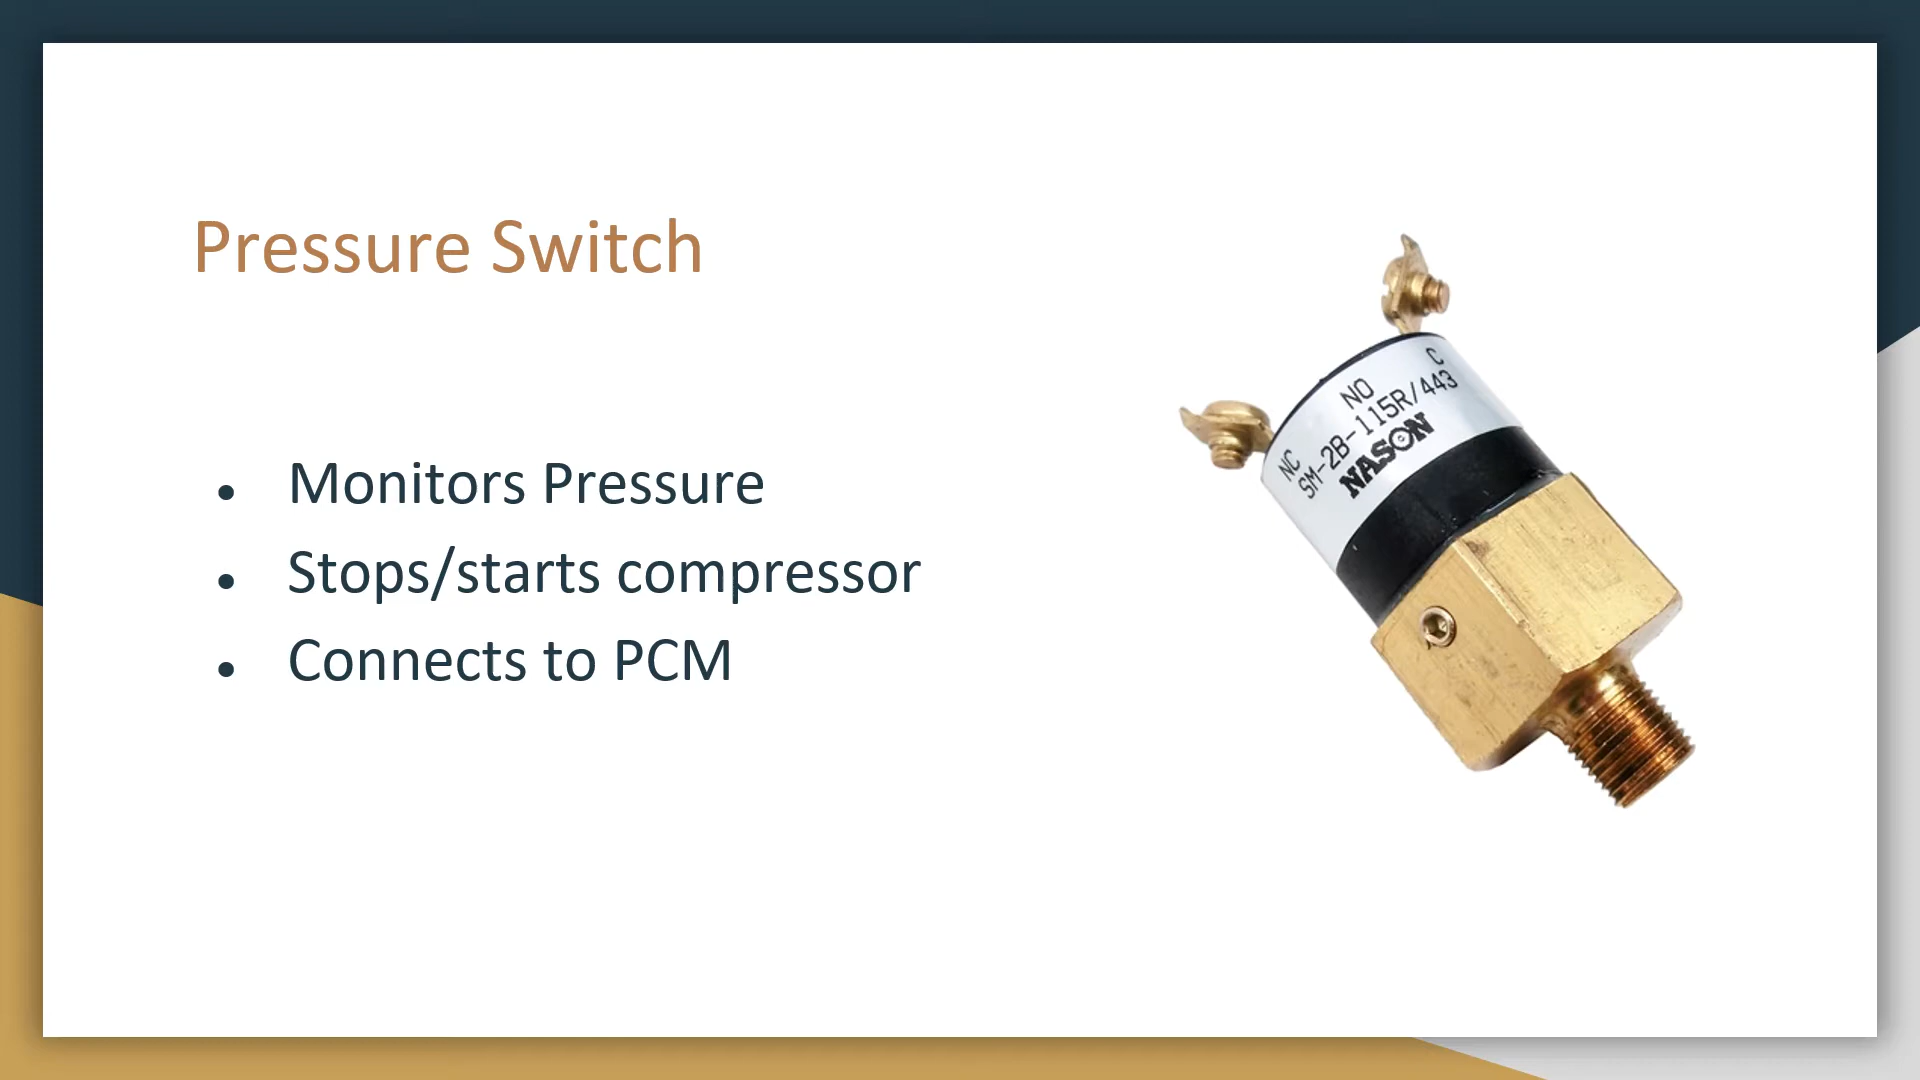 Pressure Switch
Monitors Pressure
Stops/starts compressor
Connects to PCM
NC NO C
SM-2B-115R/443
NASON